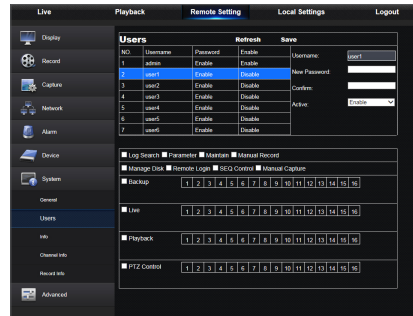 Live Playback Remote Setting Local Settings Logout
Display
Record
Capture
Network
Alarm
Device
System
General
Users
Info
Channel Info
Record Info
Advanced
Users Refresh Save
NO. Username Password Enable
1 admin Enable Enable
2 user1 Enable Disable
3 user2 Enable Disable
4 user3 Enable Disable
5 user4 Enable Disable
6 user5 Enable Disable
7 user6 Enable Disable
Username: user1
New Password:
Confirm:
Active: Enable
Log Search Parameter Maintain Manual Record
Manage Disk Remote Login SEQ Control Manual Capture
Backup 1 2 3 4 5 6 7 8 9 10 11 12 13 14 15 16
Live 1 2 3 4 5 6 7 8 9 10 11 12 13 14 15 16
Playback 1 2 3 4 5 6 7 8 9 10 11 12 13 14 15 16
PTZ Control 1 2 3 4 5 6 7 8 9 10 11 12 13 14 15 16